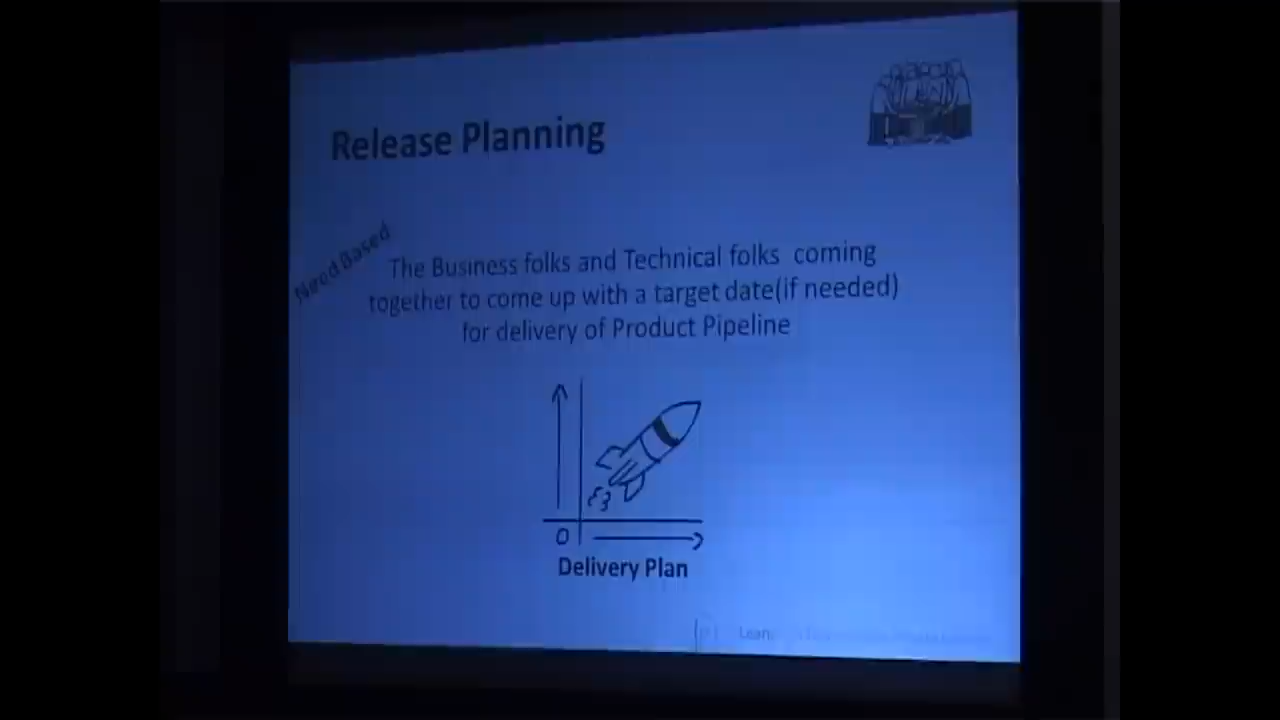 Release Planning
Need Based
The Business folks and Technical folks coming
together to come up with a target date(if needed)
for delivery of Product Pipeline
0
Delivery Plan
Lean